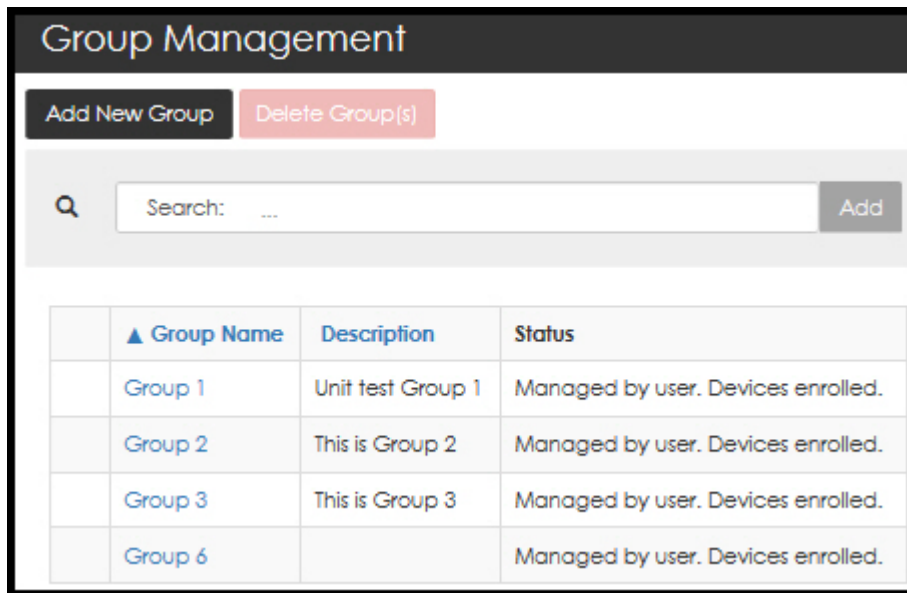 Group Management
Add New Group Delete Group(s)
Search: ... Add
▲ Group Name Description Status
Group 1 Unit test Group 1 Managed by user. Devices enrolled.
Group 2 This is Group 2 Managed by user. Devices enrolled.
Group 3 This is Group 3 Managed by user. Devices enrolled.
Group 6 Managed by user. Devices enrolled.